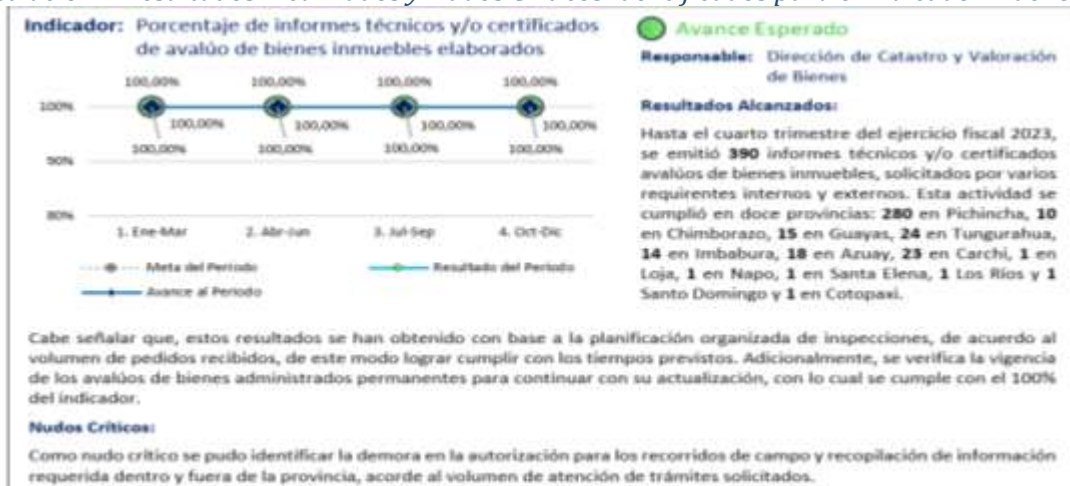 Indicador: Porcentaje de informes técnicos y/o certificados
de avalúo de bienes inmuebles elaborados
100,00% 100,00% 100,00% 100,00%
100%
100,00% 100,00% 100,00% 100,00%
100,00% 100,00% 100,00% 100,00%
90%
80%
1. Ene-Mar 2. Abr-Jun 3. Jul-Sep 4. Oct-Dic
Meta del Periodo Resultado del Periodo
Avance al Periodo
Avance Esperado
Responsable: Dirección de Catastro y Valoración
de Bienes
Resultados Alcanzados:
Hasta el cuarto trimestre del ejercicio fiscal 2023,
se emitió 390 informes técnicos y/o certificados
avalúos de bienes inmuebles, solicitados por varios
requirentes internos y externos. Esta actividad se
cumplió en doce provincias: 280 en Pichincha, 10
en Chimborazo, 15 en Guayas, 24 en Tungurahua,
14 en Imbabura, 18 en Azuay, 23 en Carchi, 1 en
Loja, 1 en Napo, 1 en Santa Elena, 1 Los Ríos y 1
Santo Domingo y 1 en Cotopaxi.
Cabe señalar que, estos resultados se han obtenido con base a la planificación organizada de inspecciones, de acuerdo al
volumen de pedidos recibidos, de este modo lograr cumplir con los tiempos previstos. Adicionalmente, se verifica la vigencia
de los avalúos de bienes administrados permanentes para continuar con su actualización, con lo cual se cumple con el 100%
del indicador.
Nudos Críticos:
Como nudo crítico se pudo identificar la demora en la autorización para los recorridos de campo y recopilación de información
requerida dentro y fuera de la provincia, acorde al volumen de atención de trámites solicitados.